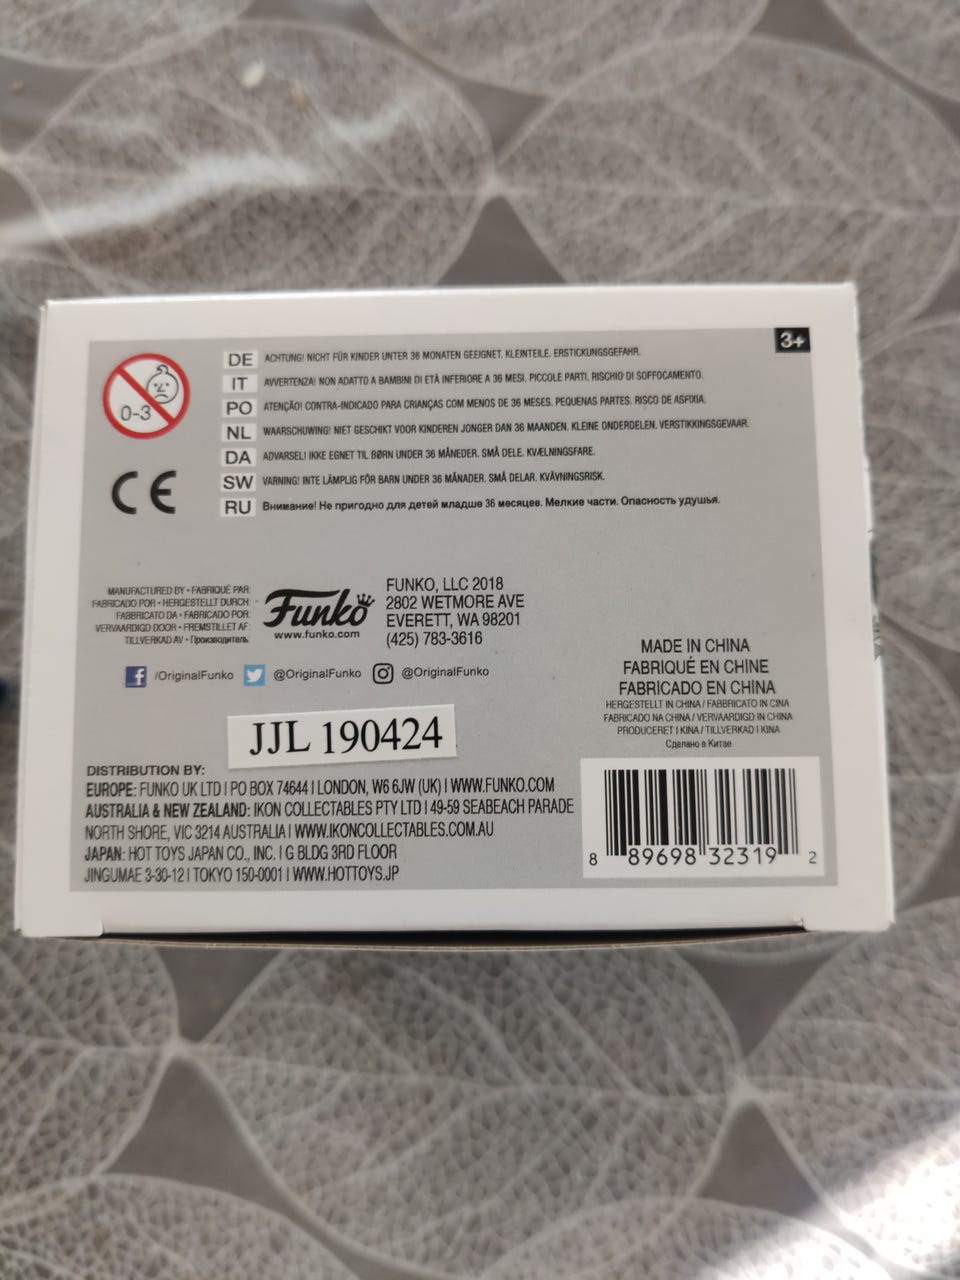 3+
0-3
DE ACHTUNG! NICHT FÜR KINDER UNTER 36 MONATEN GEEIGNET. KLEINTEILE. ERSTICKUNGSGEFAHR.
IT AVVERTENZA! NON ADATTO A BAMBINI DI ETÀ INFERIORE A 36 MESI. PICCOLE PARTI. RISCHIO DI SOFFOCAMENTO.
PO ATENÇÃO! CONTRA-INDICADO PARA CRIANÇAS COM MENOS DE 36 MESES. PEQUENAS PARTES. RISCO DE ASFIXIA.
NL WAARSCHUWING! NIET GESCHIKT VOOR KINDEREN JONGER DAN 36 MAANDEN. KLEINE ONDERDELEN. VERSTIKKINGSGEVAAR.
DA ADVARSEL! IKKE EGNET TIL BØRN UNDER 36 MÅNEDER. SMÅ DELE. KVÆLNINGSFARE.
SW VARNING! INTE LÄMPLIG FÖR BARN UNDER 36 MÅNADER. SMÅ DELAR. KVÄVNINGSRISK.
RU Внимание! Не пригодно для детей младше 36 месяцев. Мелкие части. Опасность удушья.
CE
MANUFACTURED BY • FABRIQUÉ PAR:
FABRICADO POR • HERGESTELLT DURCH:
FABBRICATO DA • FABRICADO POR:
VERVAARDIGD DOOR • FREMSTILLET AF:
TILLVERKAD AV • Производитель:
Funko
www.funko.com
FUNKO, LLC 2018
2802 WETMORE AVE
EVERETT, WA 98201
(425) 783-3616
/OriginalFunko @OriginalFunko @OriginalFunko
MADE IN CHINA
FABRIQUÉ EN CHINE
FABRICADO EN CHINA
HERGESTELLT IN CHINA / FABBRICATO IN CINA
FABRICADO NA CHINA / VERVAARDIGD IN CHINA
PRODUCERET I KINA / TILLVERKAD I KINA
Сделано в Китае
JJL 190424
DISTRIBUTION BY:
EUROPE: FUNKO UK LTD | PO BOX 74644 | LONDON, W6 6JW (UK) | WWW.FUNKO.COM
AUSTRALIA & NEW ZEALAND: IKON COLLECTABLES PTY LTD | 49-59 SEABEACH PARADE
NORTH SHORE, VIC 3214 AUSTRALIA | WWW.IKONCOLLECTABLES.COM.AU
JAPAN: HOT TOYS JAPAN CO., INC. | G BLDG 3RD FLOOR
JINGUMAE 3-30-12 | TOKYO 150-0001 | WWW.HOTTOYS.JP
8 89698 32319 2